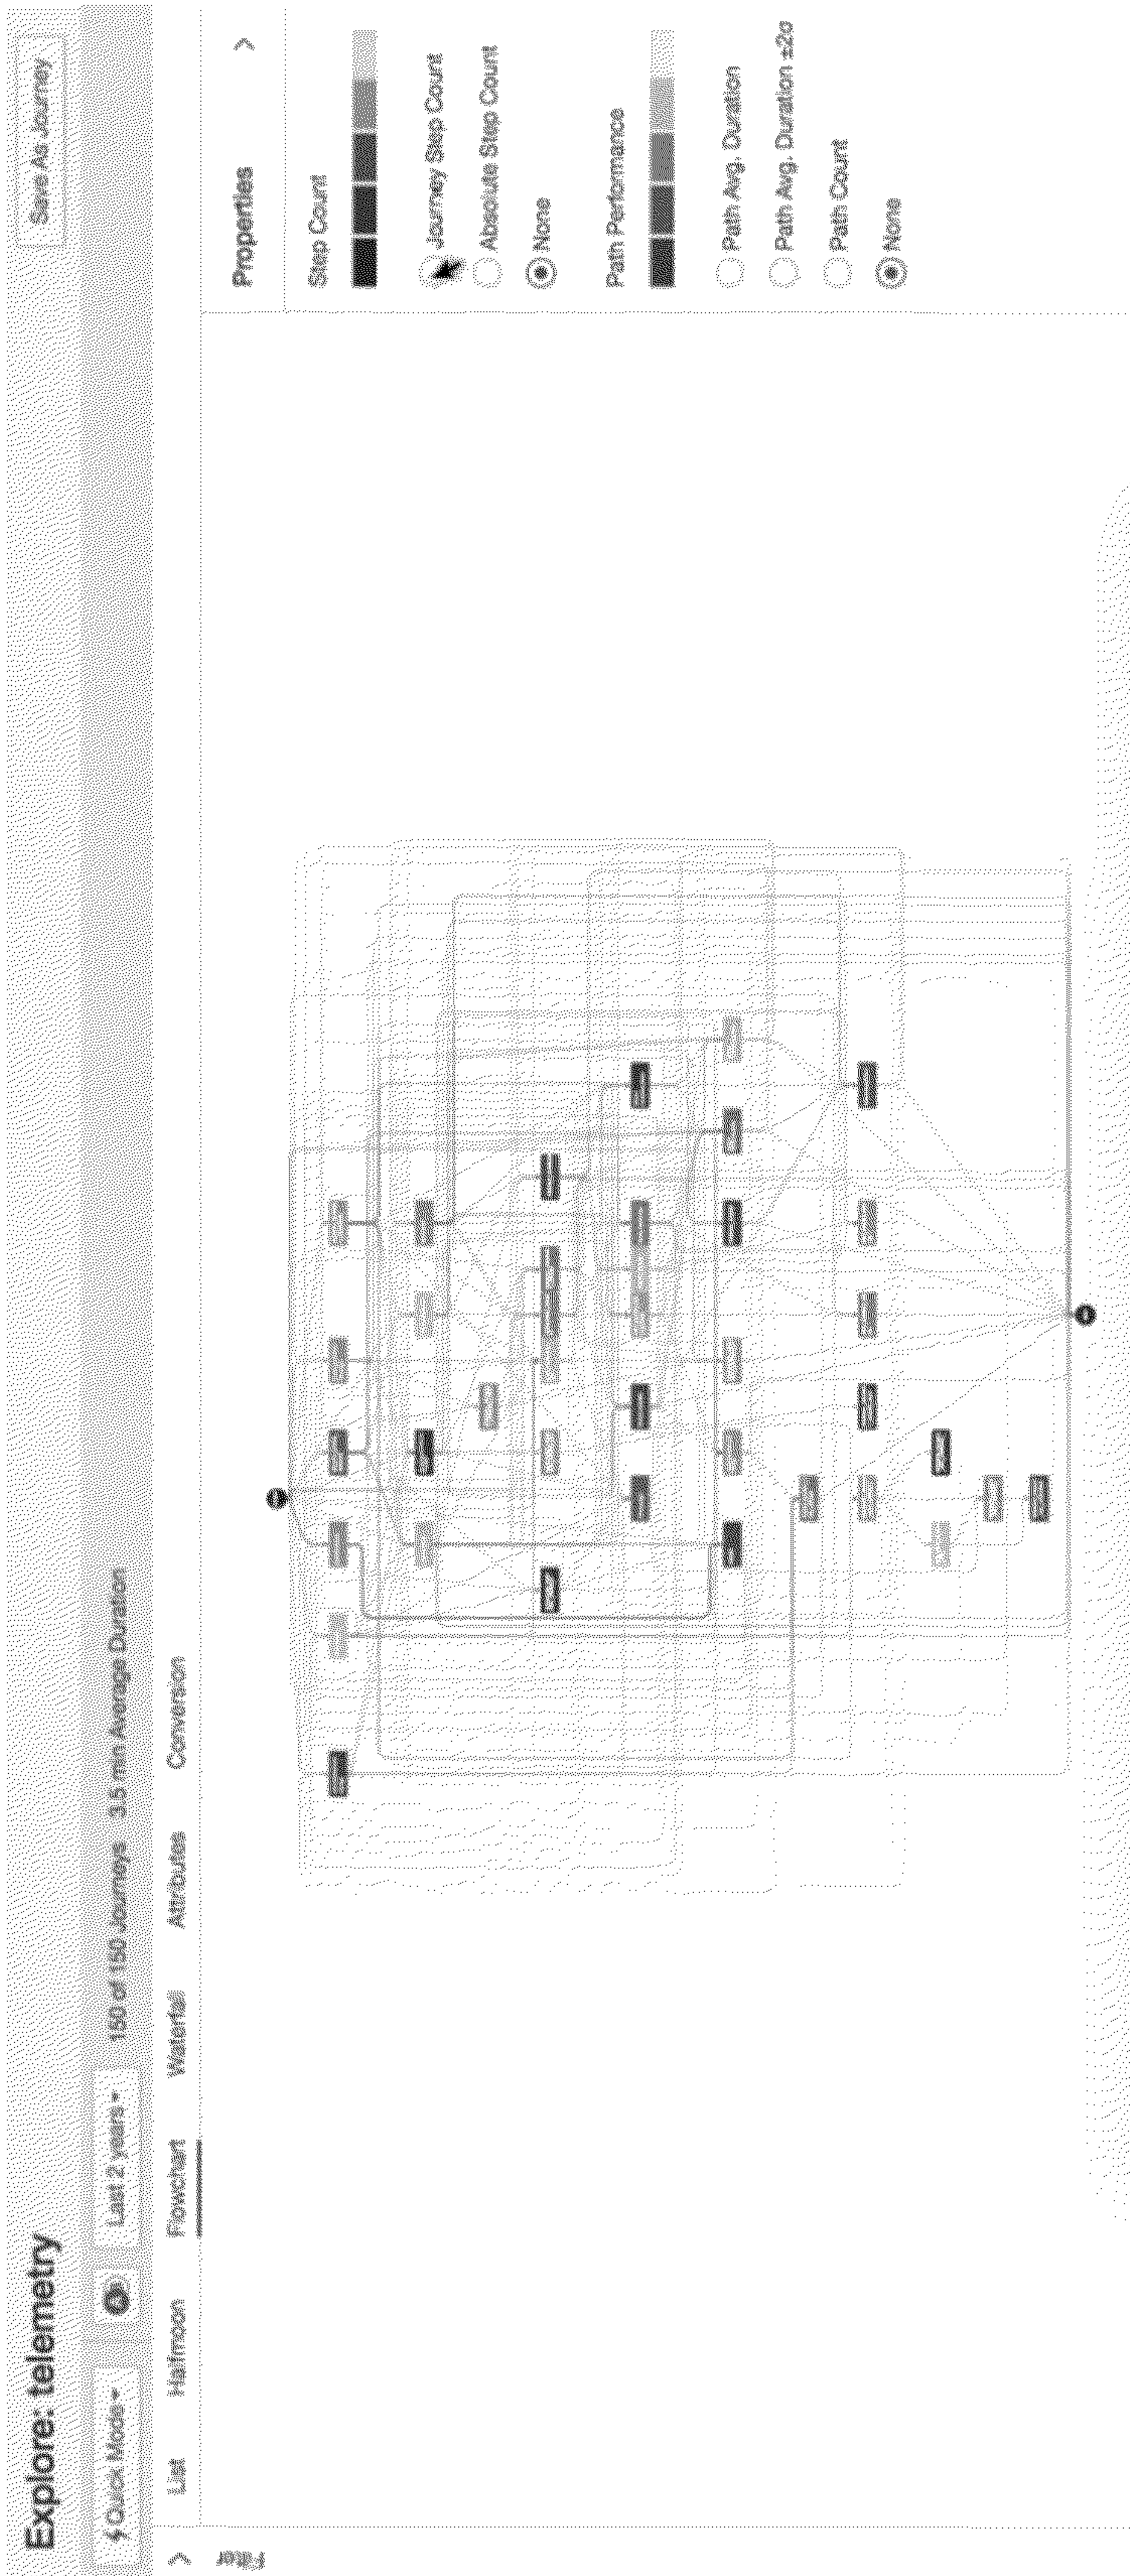 Explore: telemetry
Save As Journey
Quick Mode
Last 2 years
150 of 150 Journeys
35 min Average Duration
List
Halfmoon
Flowchart
Waterfall
Attributes
Conversion
Filter
Properties
Step Count
Journey Step Count
Absolute Step Count
None
Path Performance
Path Avg. Duration
Path Avg. Duration ±2σ
Path Count
None